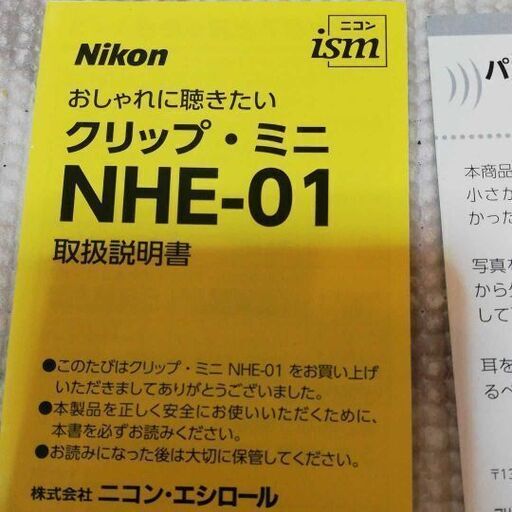 Nikon
ニコン
ism
おしゃれに聴きたい
クリップ・ミニ
NHE-01
取扱説明書
●このたびはクリップ・ミニ NHE-01 をお買い上げ
いただきましてありがとうございました。
●本製品を正しく安全にお使いいただくために、
本書を必ずお読みください。
●お読みになった後は大切に保管してください。
株式会社 ニコン・エシロール
パ
本商品
小さか
かった
写真を
から
して
耳を
るべ
〒13